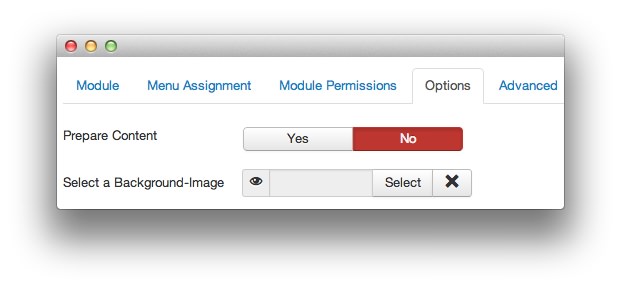 Module Menu Assignment Module Permissions Options Advanced
Prepare Content Yes No
Select a Background-Image Select